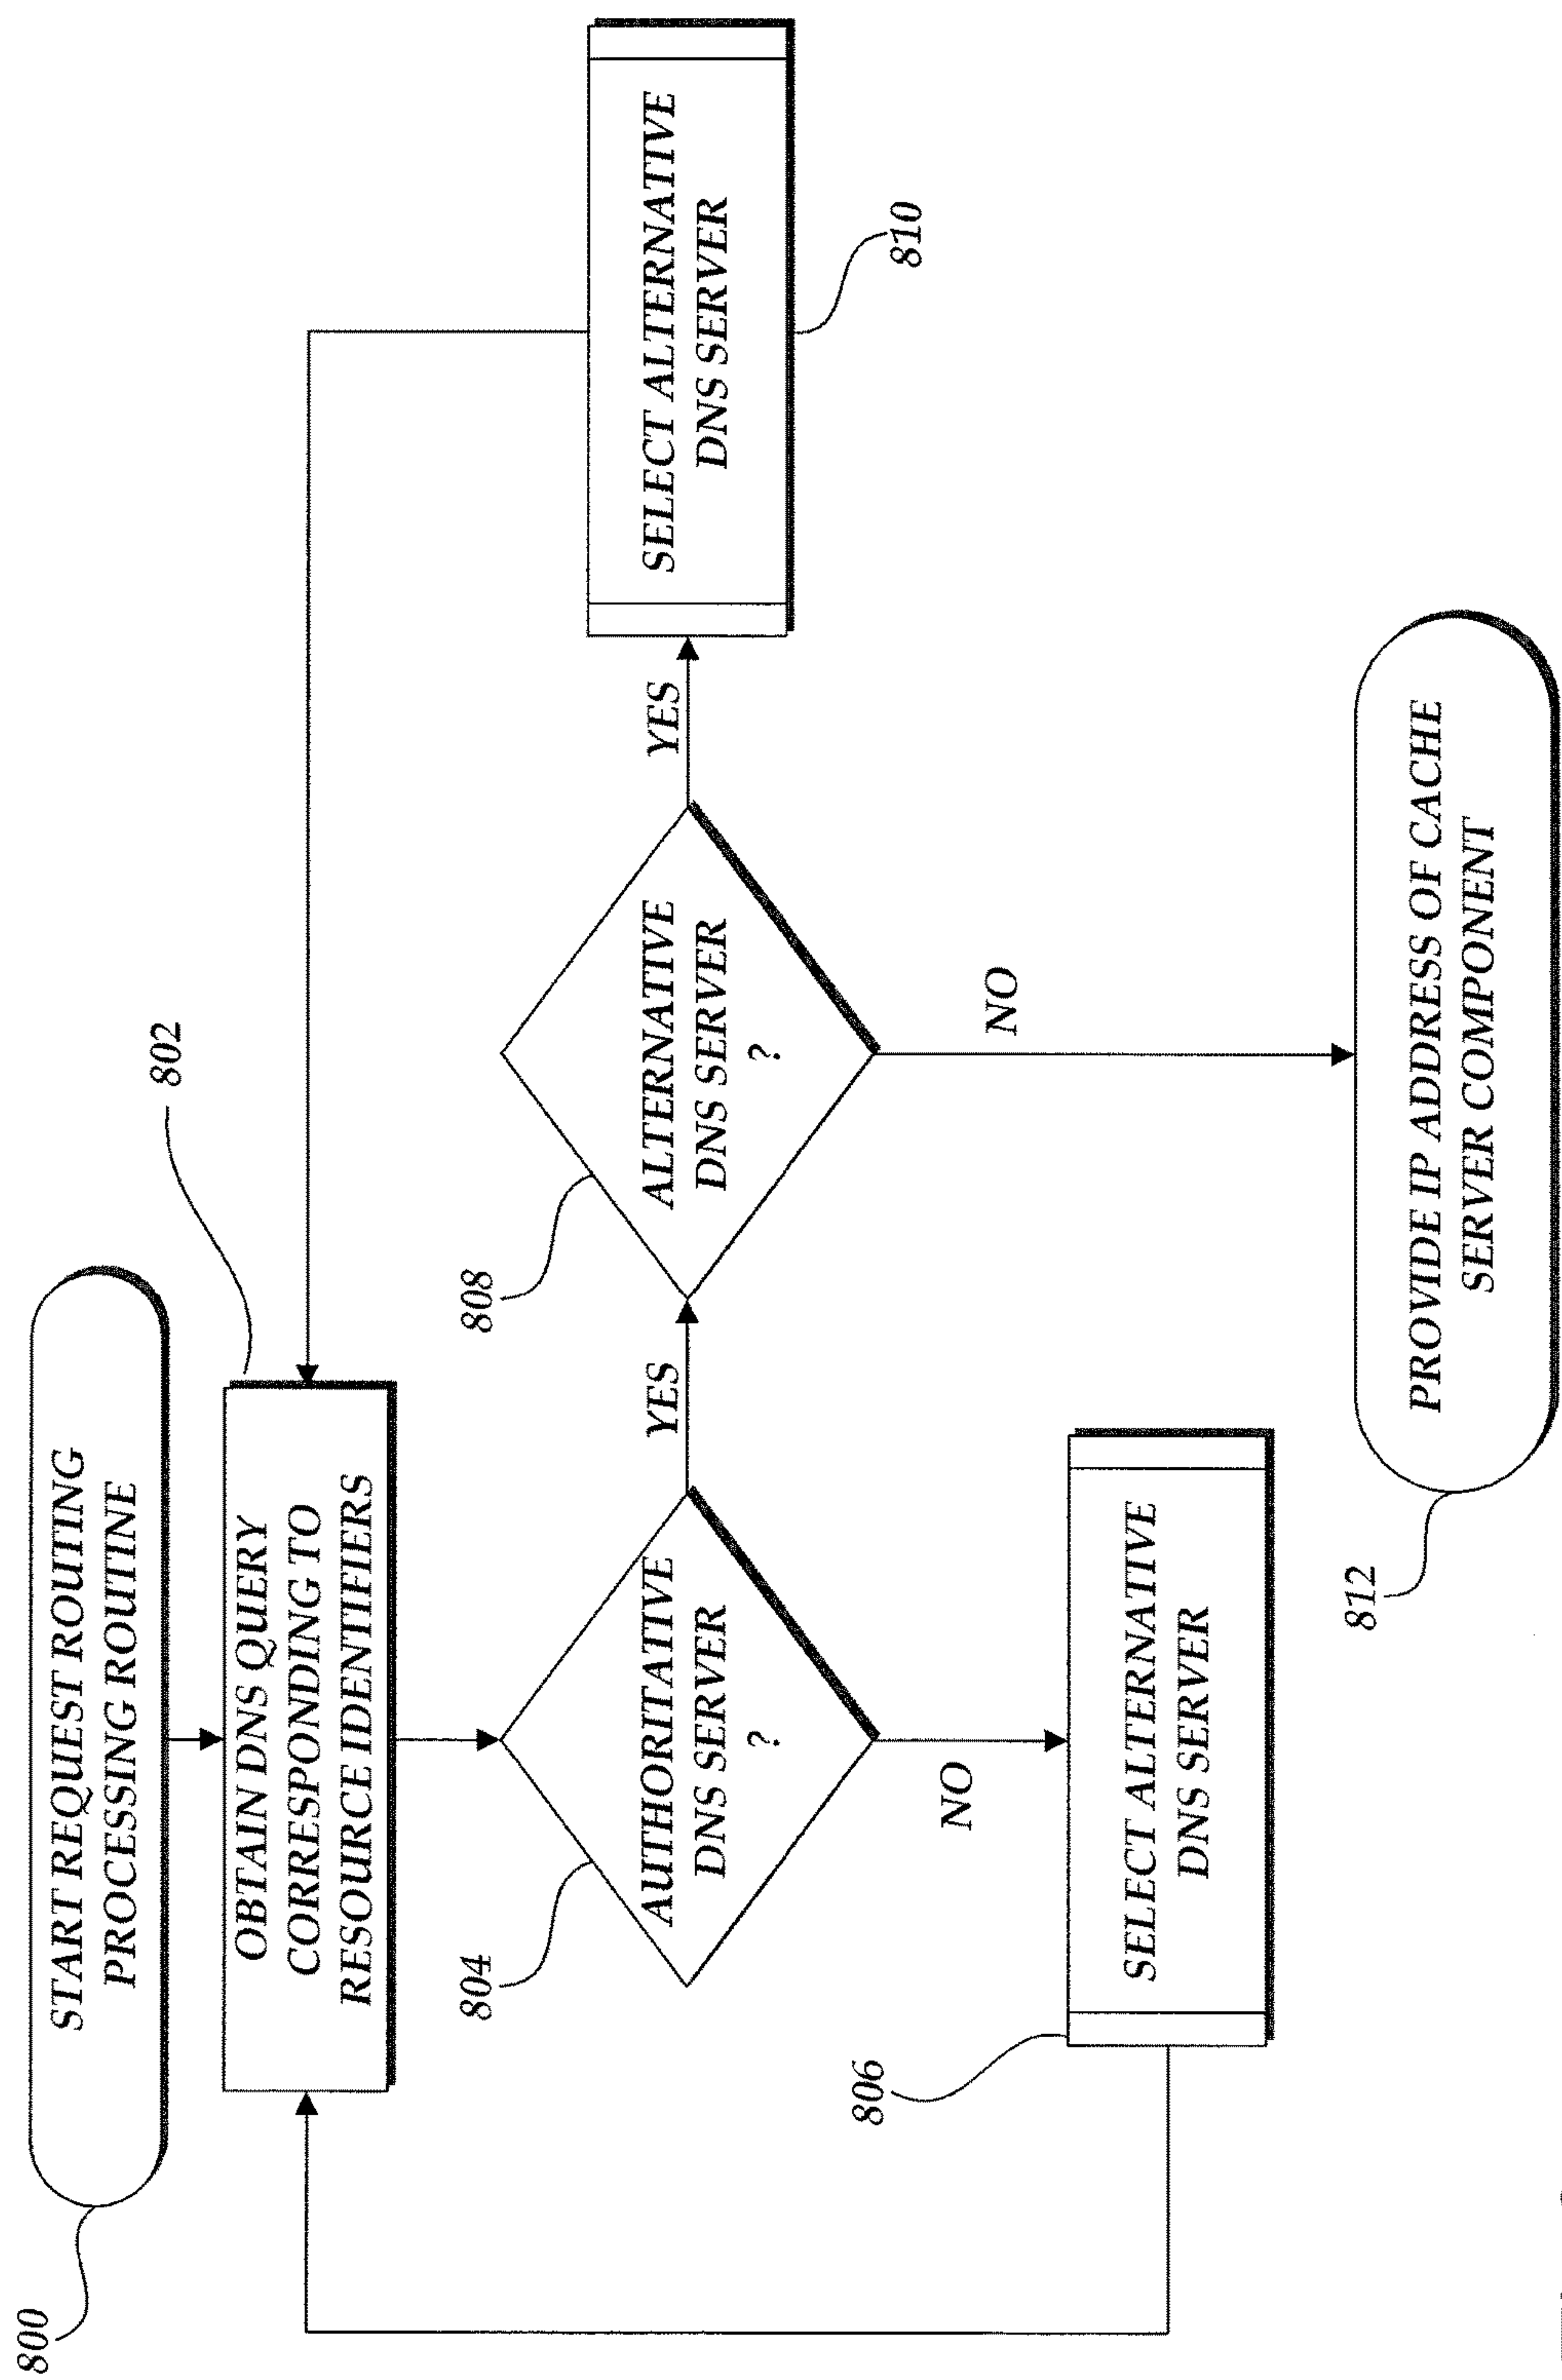 800
START REQUEST ROUTING
PROCESSING ROUTINE
802
OBTAIN DNS QUERY
CORRESPONDING TO
RESOURCE IDENTIFIERS
804
AUTHORITATIVE
DNS SERVER
?
YES
NO
808
ALTERNATIVE
DNS SERVER
?
YES
NO
SELECT ALTERNATIVE
DNS SERVER
810
806
SELECT ALTERNATIVE
DNS SERVER
812
PROVIDE IP ADDRESS OF CACHE
SERVER COMPONENT